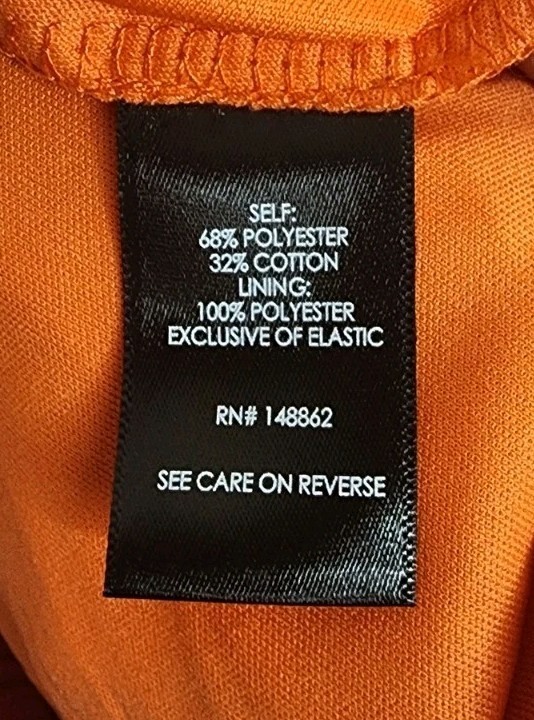 SELF:
68% POLYESTER
32% COTTON
LINING:
100% POLYESTER
EXCLUSIVE OF ELASTIC
RN# 148862
SEE CARE ON REVERSE